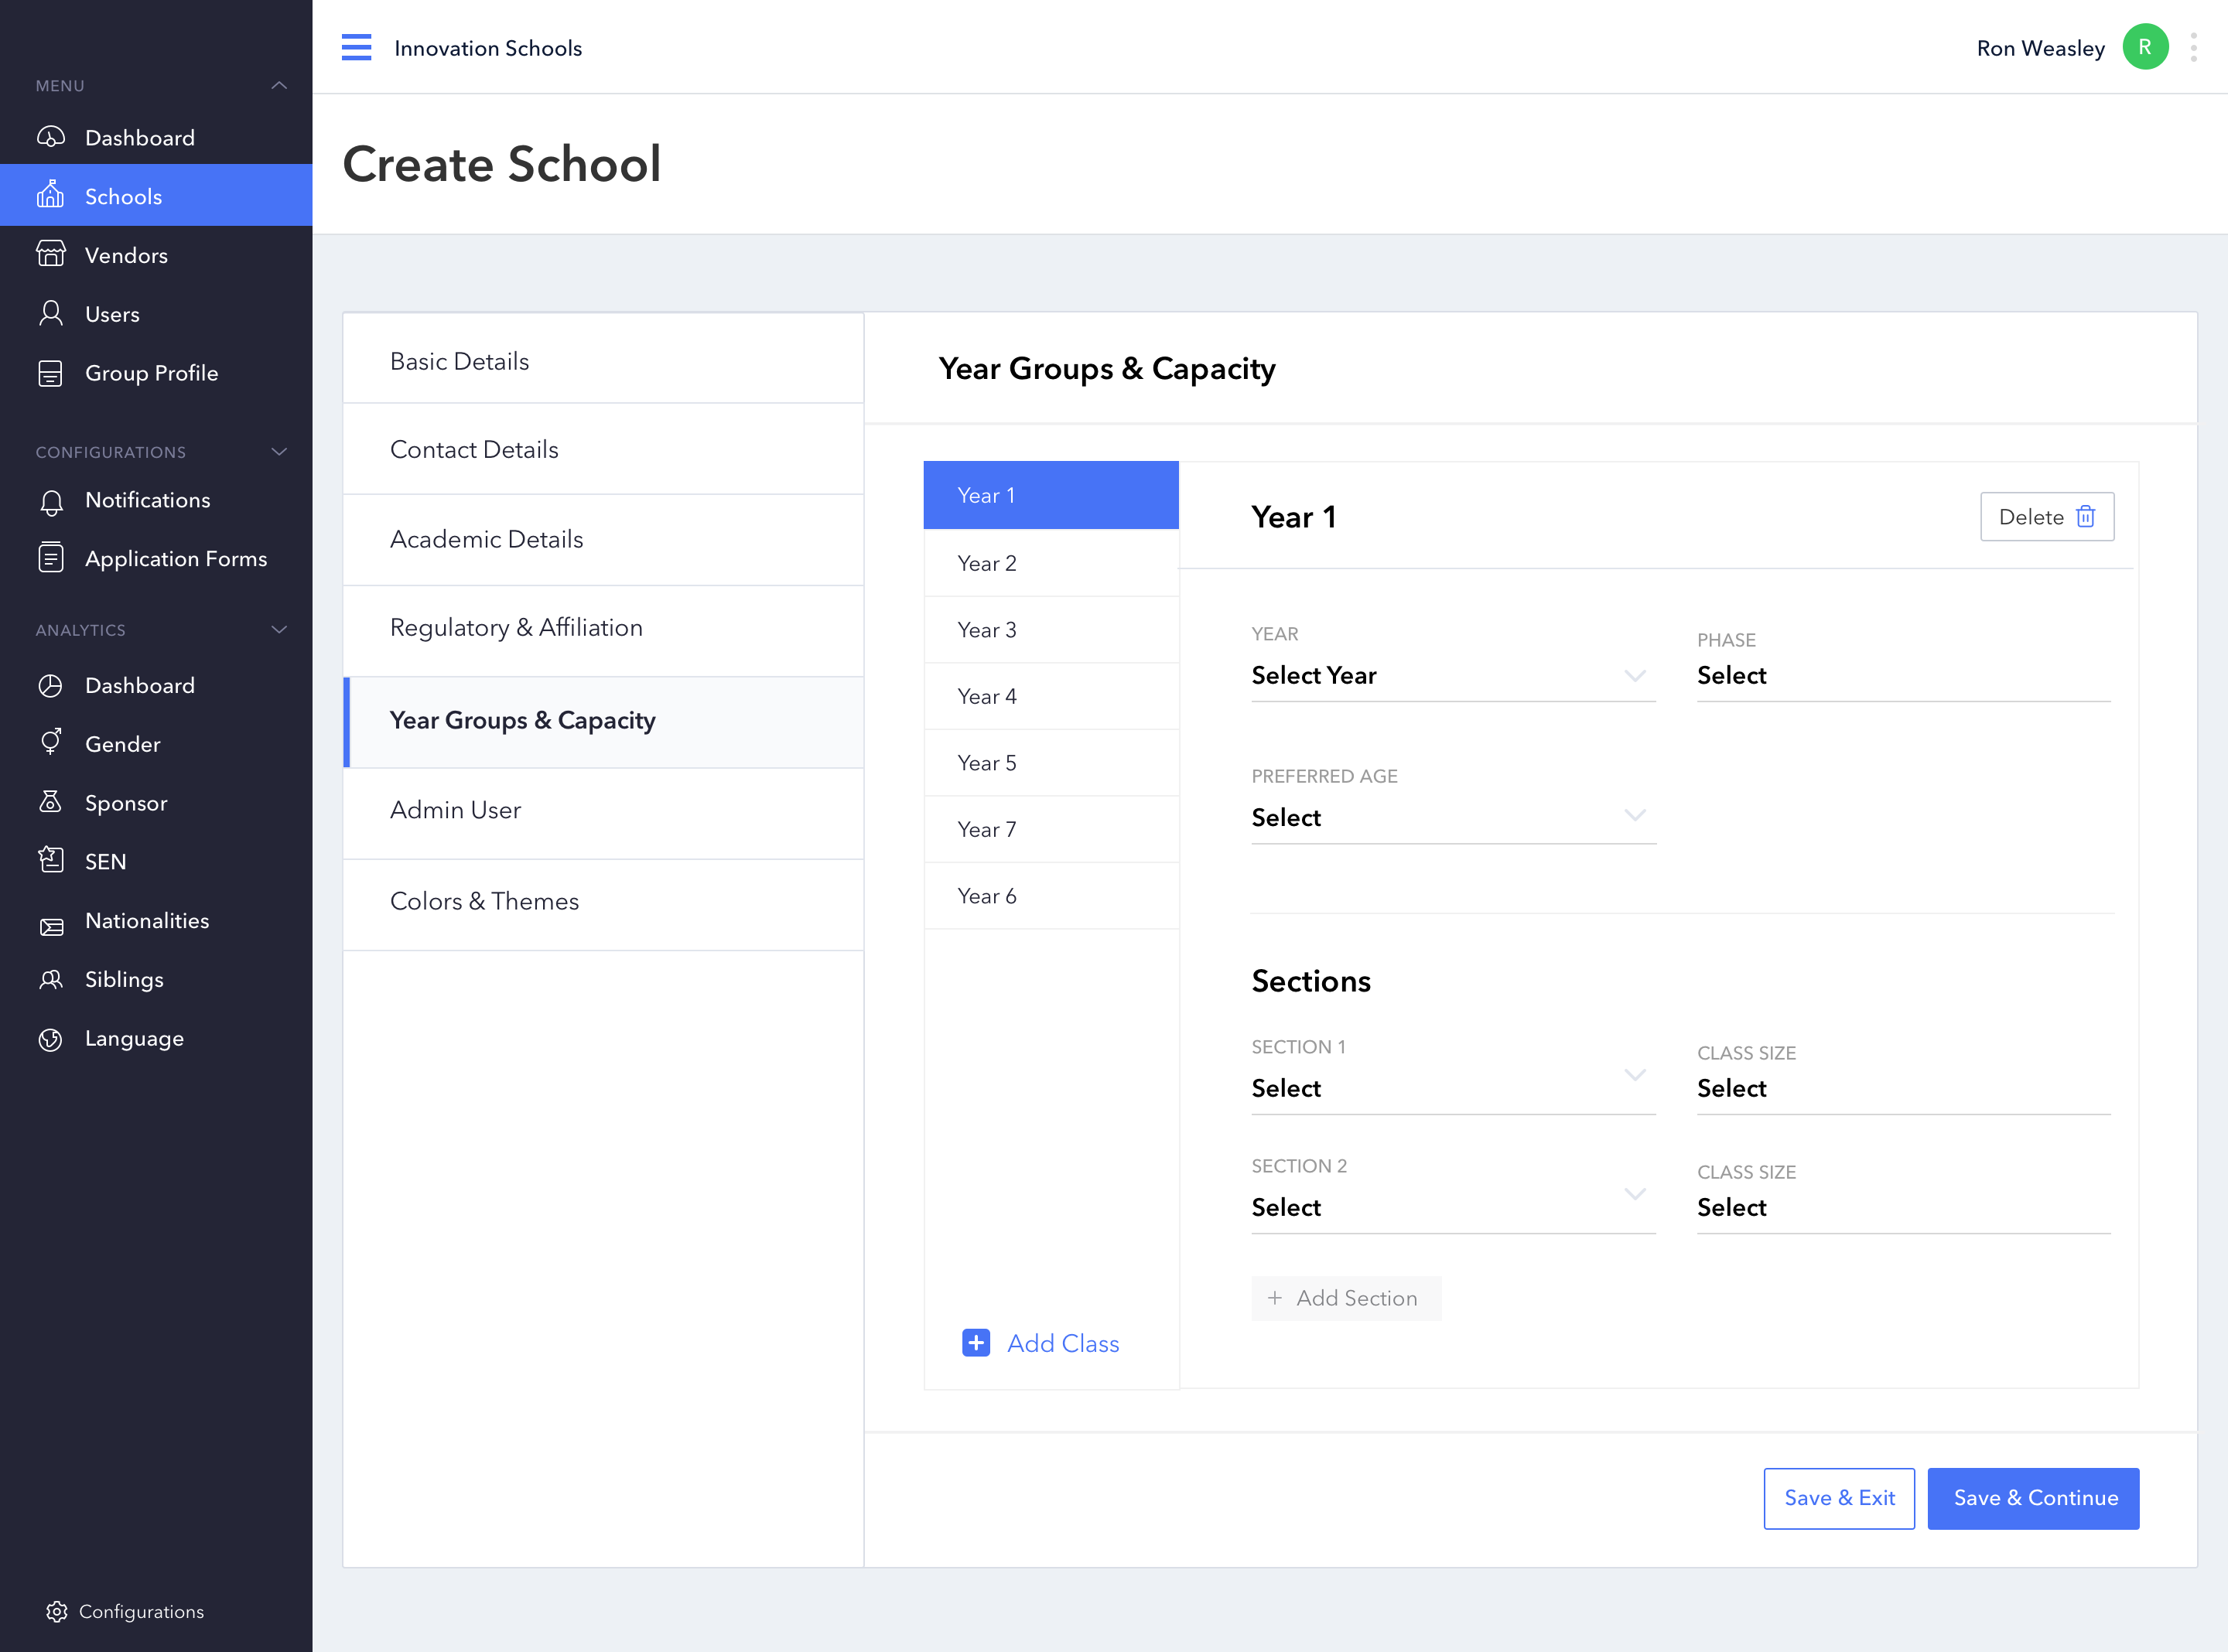 MENU
Dashboard
Schools
Vendors
Users
Group Profile
CONFIGURATIONS
Notifications
Application Forms
ANALYTICS
Dashboard
Gender
Sponsor
SEN
Nationalities
Siblings
Language
Configurations
Innovation Schools
Ron Weasley R
Create School
Basic Details
Contact Details
Academic Details
Regulatory & Affiliation
Year Groups & Capacity
Admin User
Colors & Themes
Year Groups & Capacity
Year 1
Year 2
Year 3
Year 4
Year 5
Year 7
Year 6
Add Class
Year 1
Delete
YEAR
Select Year
PHASE
Select
PREFERRED AGE
Select
Sections
SECTION 1
Select
CLASS SIZE
Select
SECTION 2
Select
CLASS SIZE
Select
+ Add Section
Save & Exit
Save & Continue